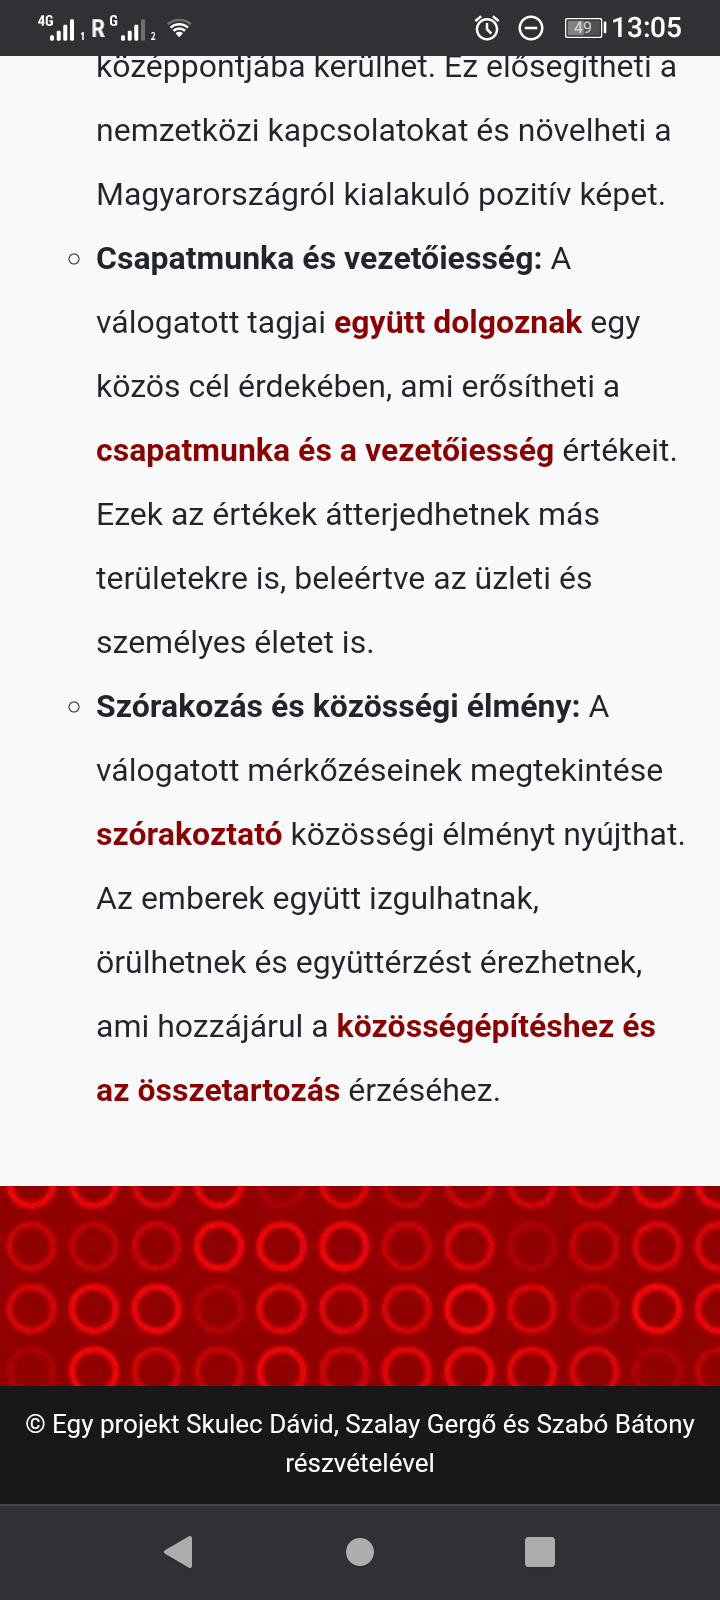 4G 1 R G 2 49 13:05
középpontjába kerülhet. Ez elősegítheti a
nemzetközi kapcsolatokat és növelheti a
Magyarországról kialakuló pozitív képet.
Csapatmunka és vezetőiesség: A
válogatott tagjai együtt dolgoznak egy
közös cél érdekében, ami erősítheti a
csapatmunka és a vezetőiesség értékeit.
Ezek az értékek átterjedhetnek más
területekre is, beleértve az üzleti és
személyes életet is.
Szórakozás és közösségi élmény: A
válogatott mérkőzéseinek megtekintése
szórakoztató közösségi élményt nyújthat.
Az emberek együtt izgulhatnak,
örülhetnek és együttérzést érezhetnek,
ami hozzájárul a közösségépítéshez és
az összetartozás érzéséhez.
© Egy projekt Skulec Dávid, Szalay Gergő és Szabó Bátony
részvételével